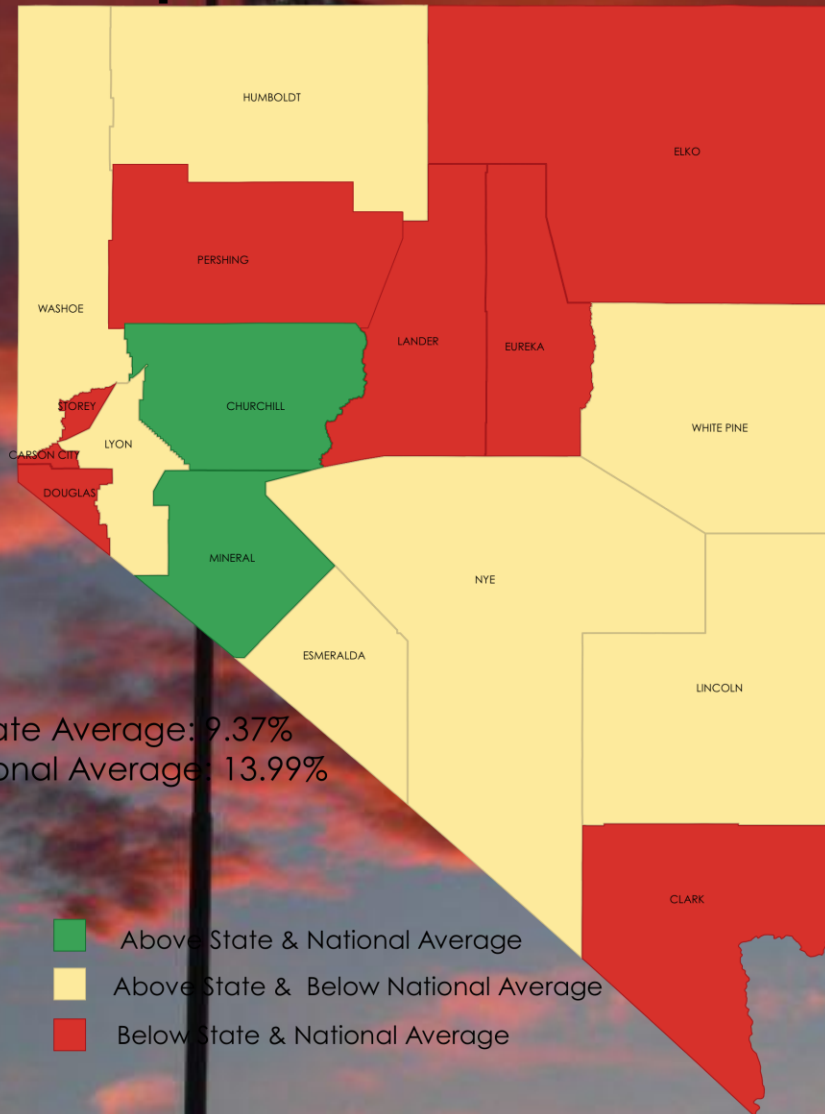 HUMBOLDT
ELKO
PERSHING
WASHOE
LANDER
EUREKA
STOREY
CHURCHILL
WHITE PINE
LYON
CARSON CITY
DOUGLAS
MINERAL
NYE
ESMERALDA
LINCOLN
ate Average: 9.37%
onal Average: 13.99%
CLARK
Above State & National Average
Above State & Below National Average
Below State & National Average